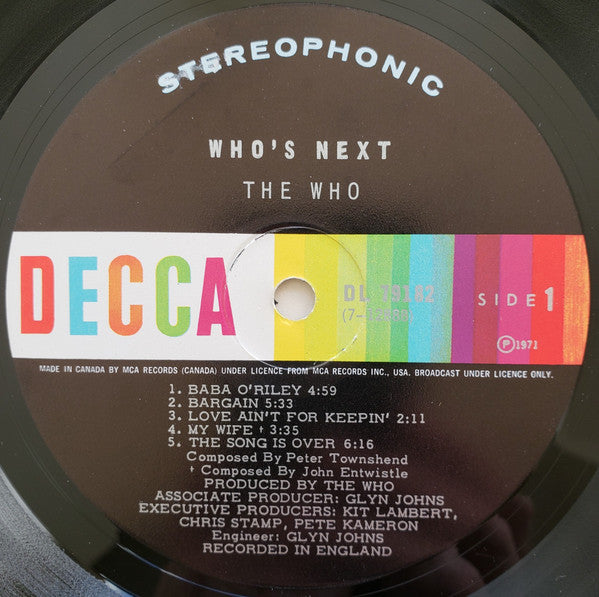 STEREOPHONIC
WHO'S NEXT
THE WHO
DECCA
DL 79182
SIDE 1
Ⓟ1971
MADE IN CANADA BY MCA RECORDS (CANADA) UNDER LICENCE FROM MCA RECORDS INC., USA. BROADCAST UNDER LICENCE ONLY.
1. BABA O'RILEY 4:59
2. BARGAIN 5:33
3. LOVE AIN'T FOR KEEPIN' 2:11
4. MY WIFE † 3:35
5. THE SONG IS OVER 6:16
Composed By Peter Townshend
† Composed By John Entwistle
PRODUCED BY THE WHO
ASSOCIATE PRODUCER: GLYN JOHNS
EXECUTIVE PRODUCERS: KIT LAMBERT,
CHRIS STAMP, PETE KAMERON
Engineer: GLYN JOHNS
RECORDED IN ENGLAND